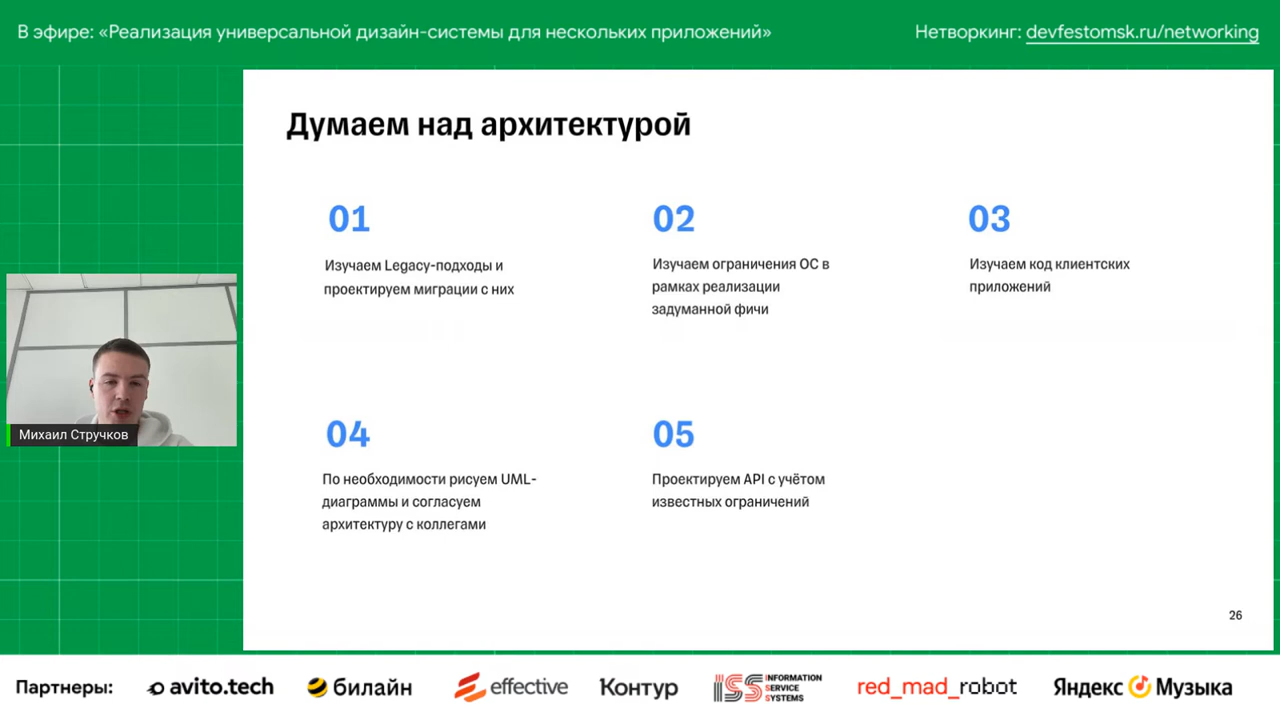 В эфире: «Реализация универсальной дизайн-системы для нескольких приложений»
Нетворкинг: devfestomsk.ru/networking
Думаем над архитектурой
01
Изучаем Legacy-подходы и
проектируем миграции с них
02
Изучаем ограничения ОС в
рамках реализации
задуманной фичи
03
Изучаем код клиентских
приложений
04
По необходимости рисуем UML-
диаграммы и согласуем
архитектуру с коллегами
05
Проектируем API с учётом
известных ограничений
26
Михаил Стручков
Партнеры:
avito.tech
билайн
effective
Контур
ISS
INFORMATION
SERVICE
SYSTEMS
red_mad_robot
Яндекс Музыка